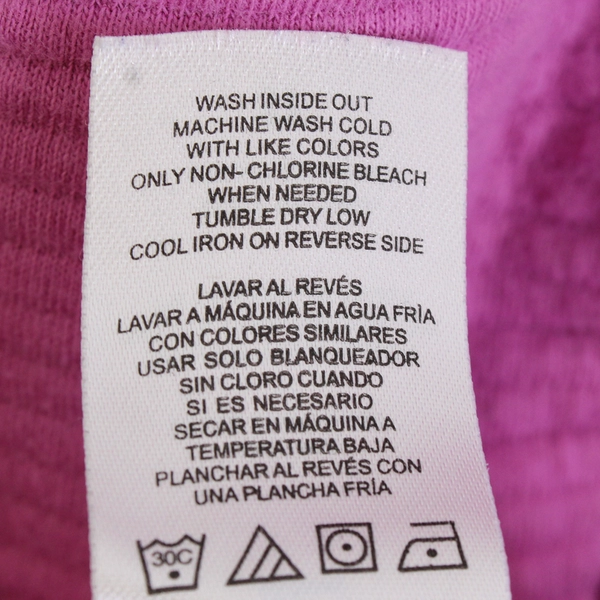 WASH INSIDE OUT
MACHINE WASH COLD
WITH LIKE COLORS
ONLY NON- CHLORINE BLEACH
WHEN NEEDED
TUMBLE DRY LOW
COOL IRON ON REVERSE SIDE
LAVAR AL REVÉS
LAVAR A MÁQUINA EN AGUA FRÌA
CON COLORES SIMILARES
USAR SOLO BLANQUEADOR
SIN CLORO CUANDO
SI ES NECESARIO
SECAR EN MÁQUINA A
TEMPERATURA BAJA
PLANCHAR AL REVÉS CON
UNA PLANCHA FRÍA
30C